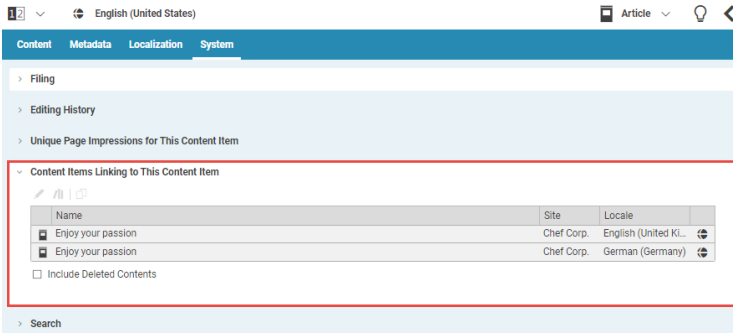 12 English (United States) Article
Content Metadata Localization System
Filing
Editing History
Unique Page Impressions for This Content Item
Content Items Linking to This Content Item
Name Site Locale
Enjoy your passion Chef Corp. English (United Ki...
Enjoy your passion Chef Corp. German (Germany)
Include Deleted Contents
Search